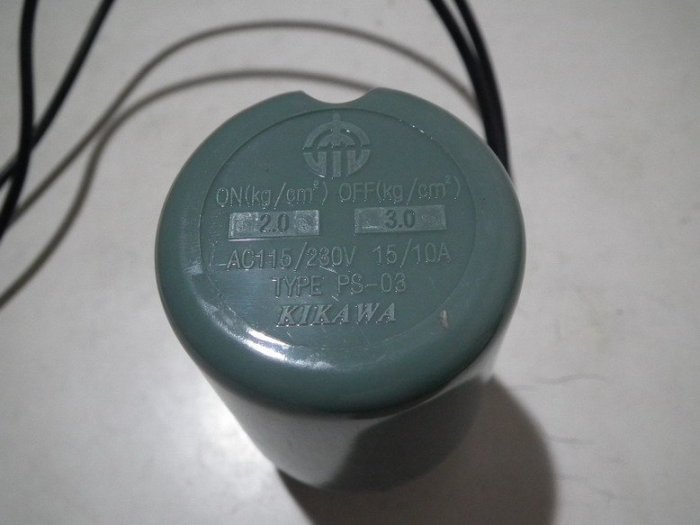 ON(kg/cm²) OFF(kg/cm²)
2.0 3.0
AC115/230V 15/10A
TYPE PS-03
KIKAWA